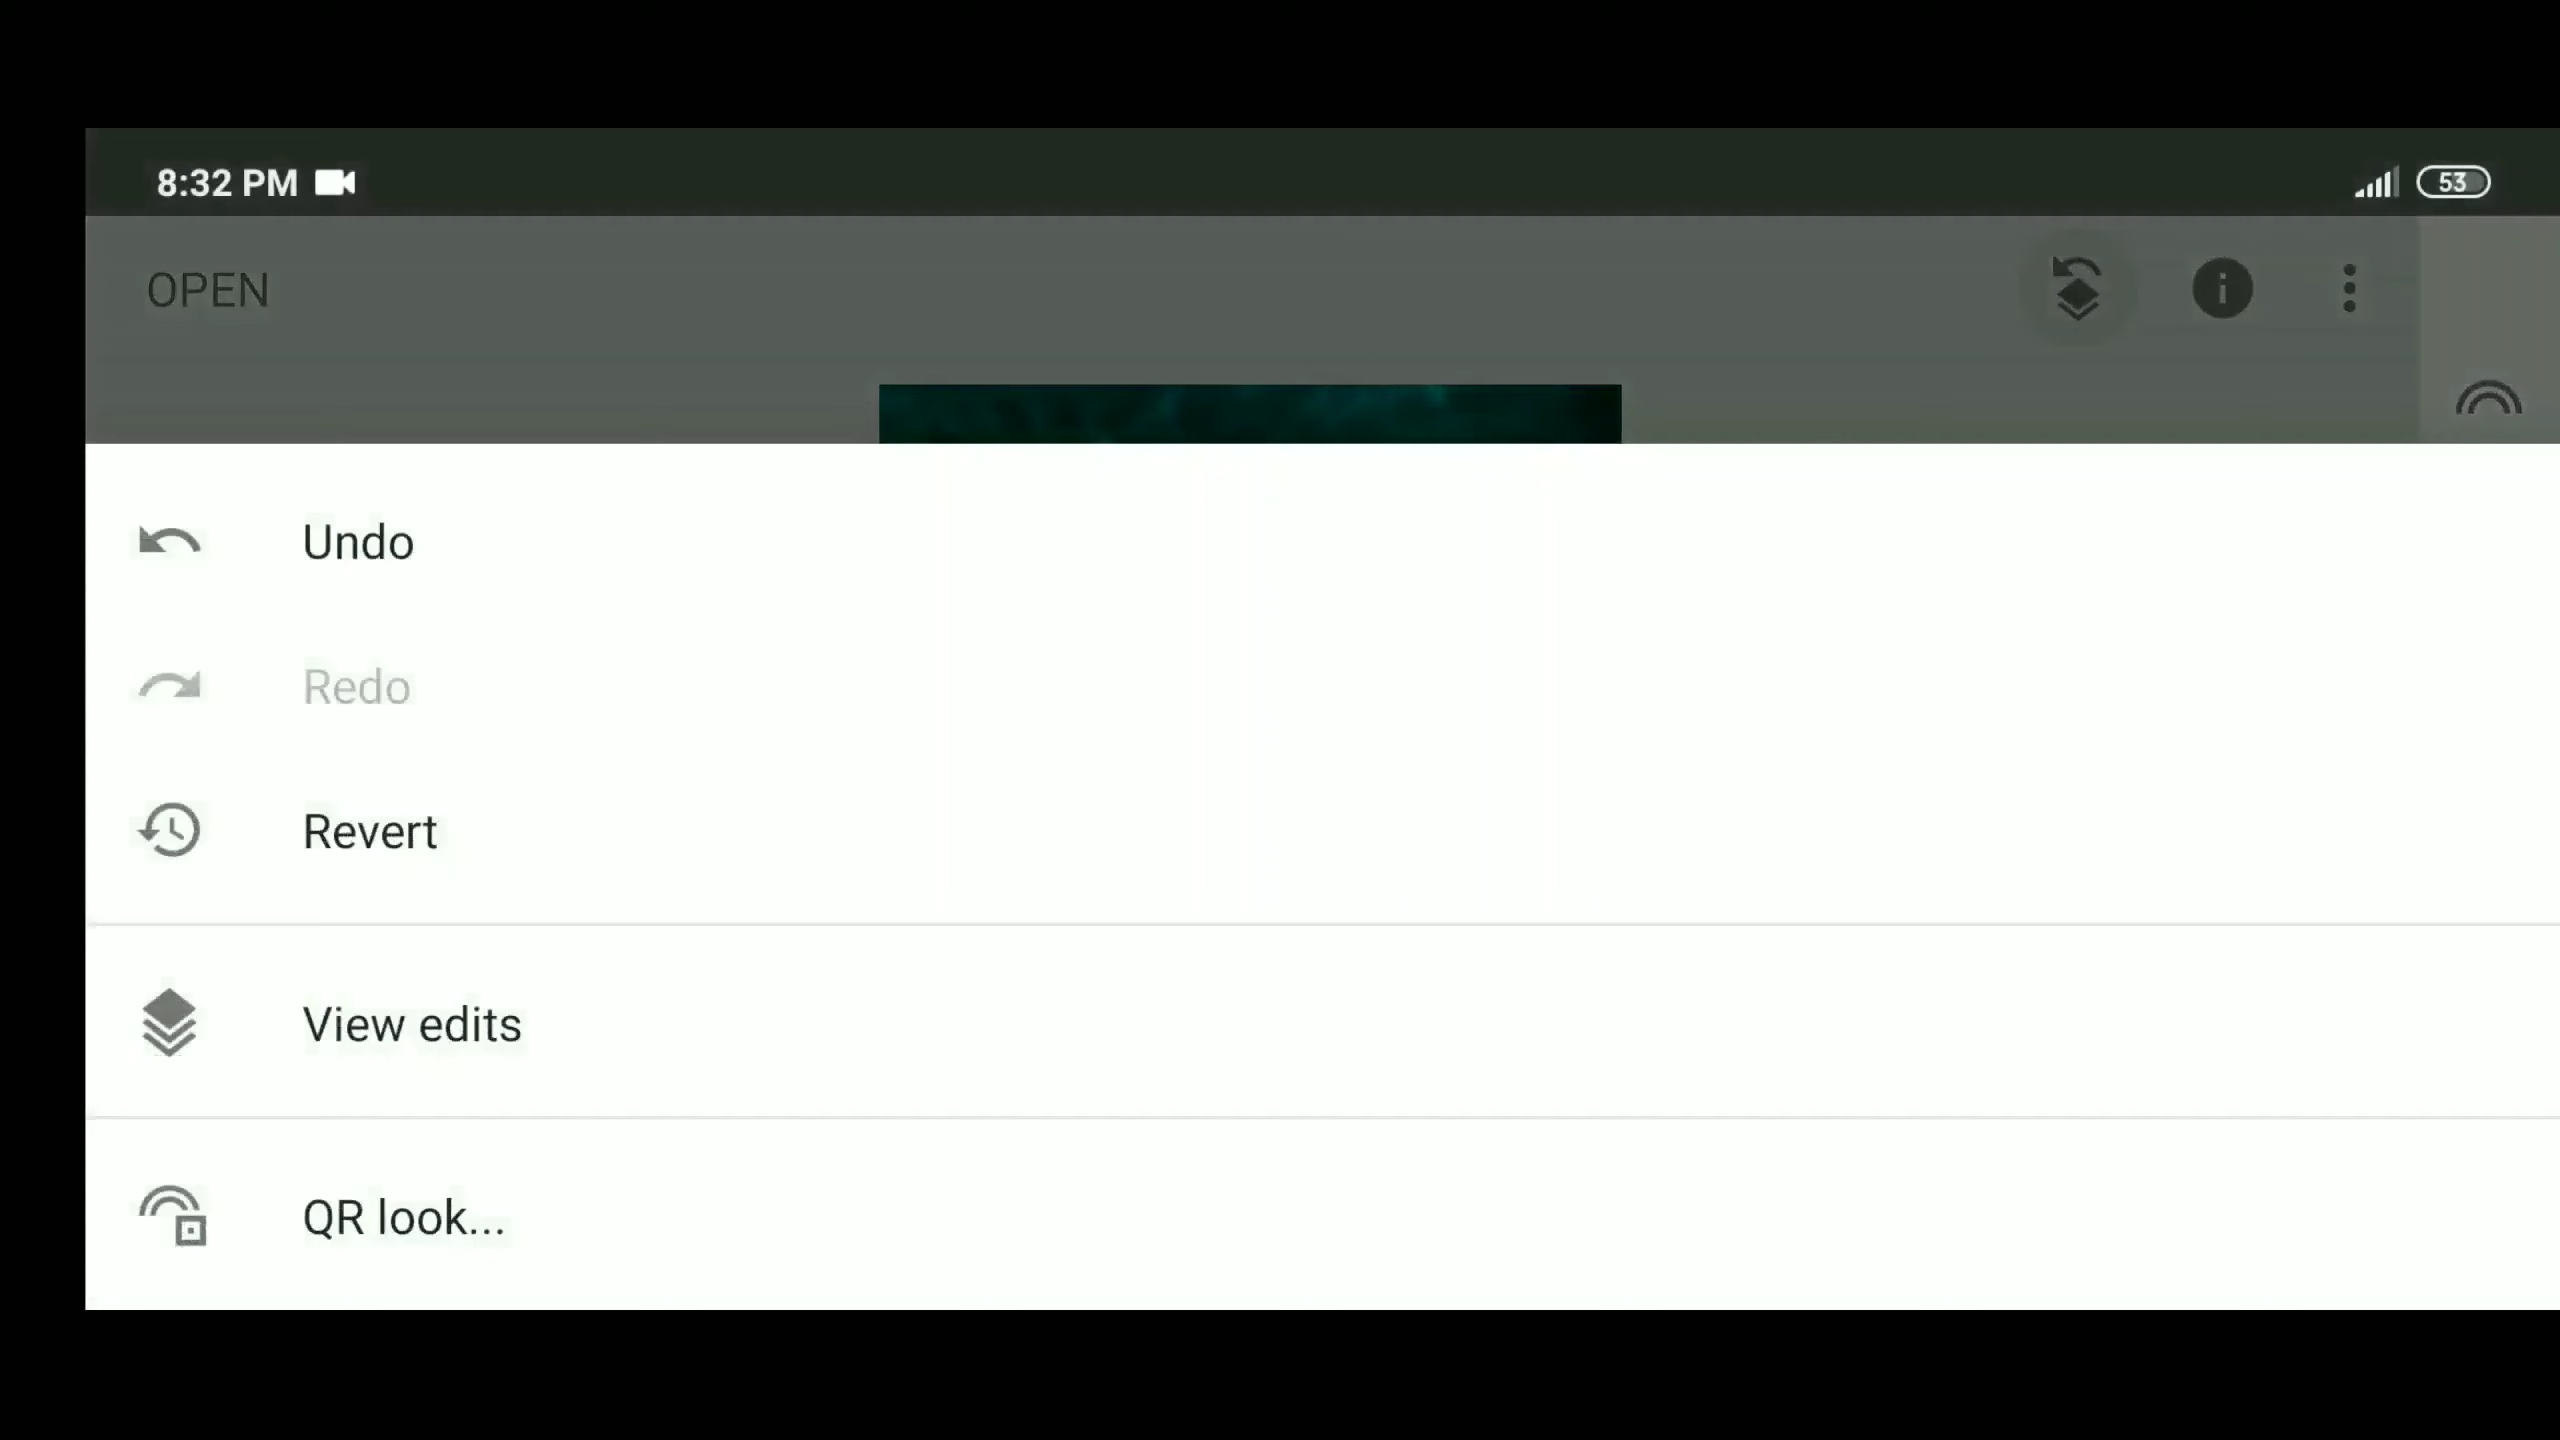 8:32 PM
53
OPEN
Undo
Redo
Revert
View edits
QR look...